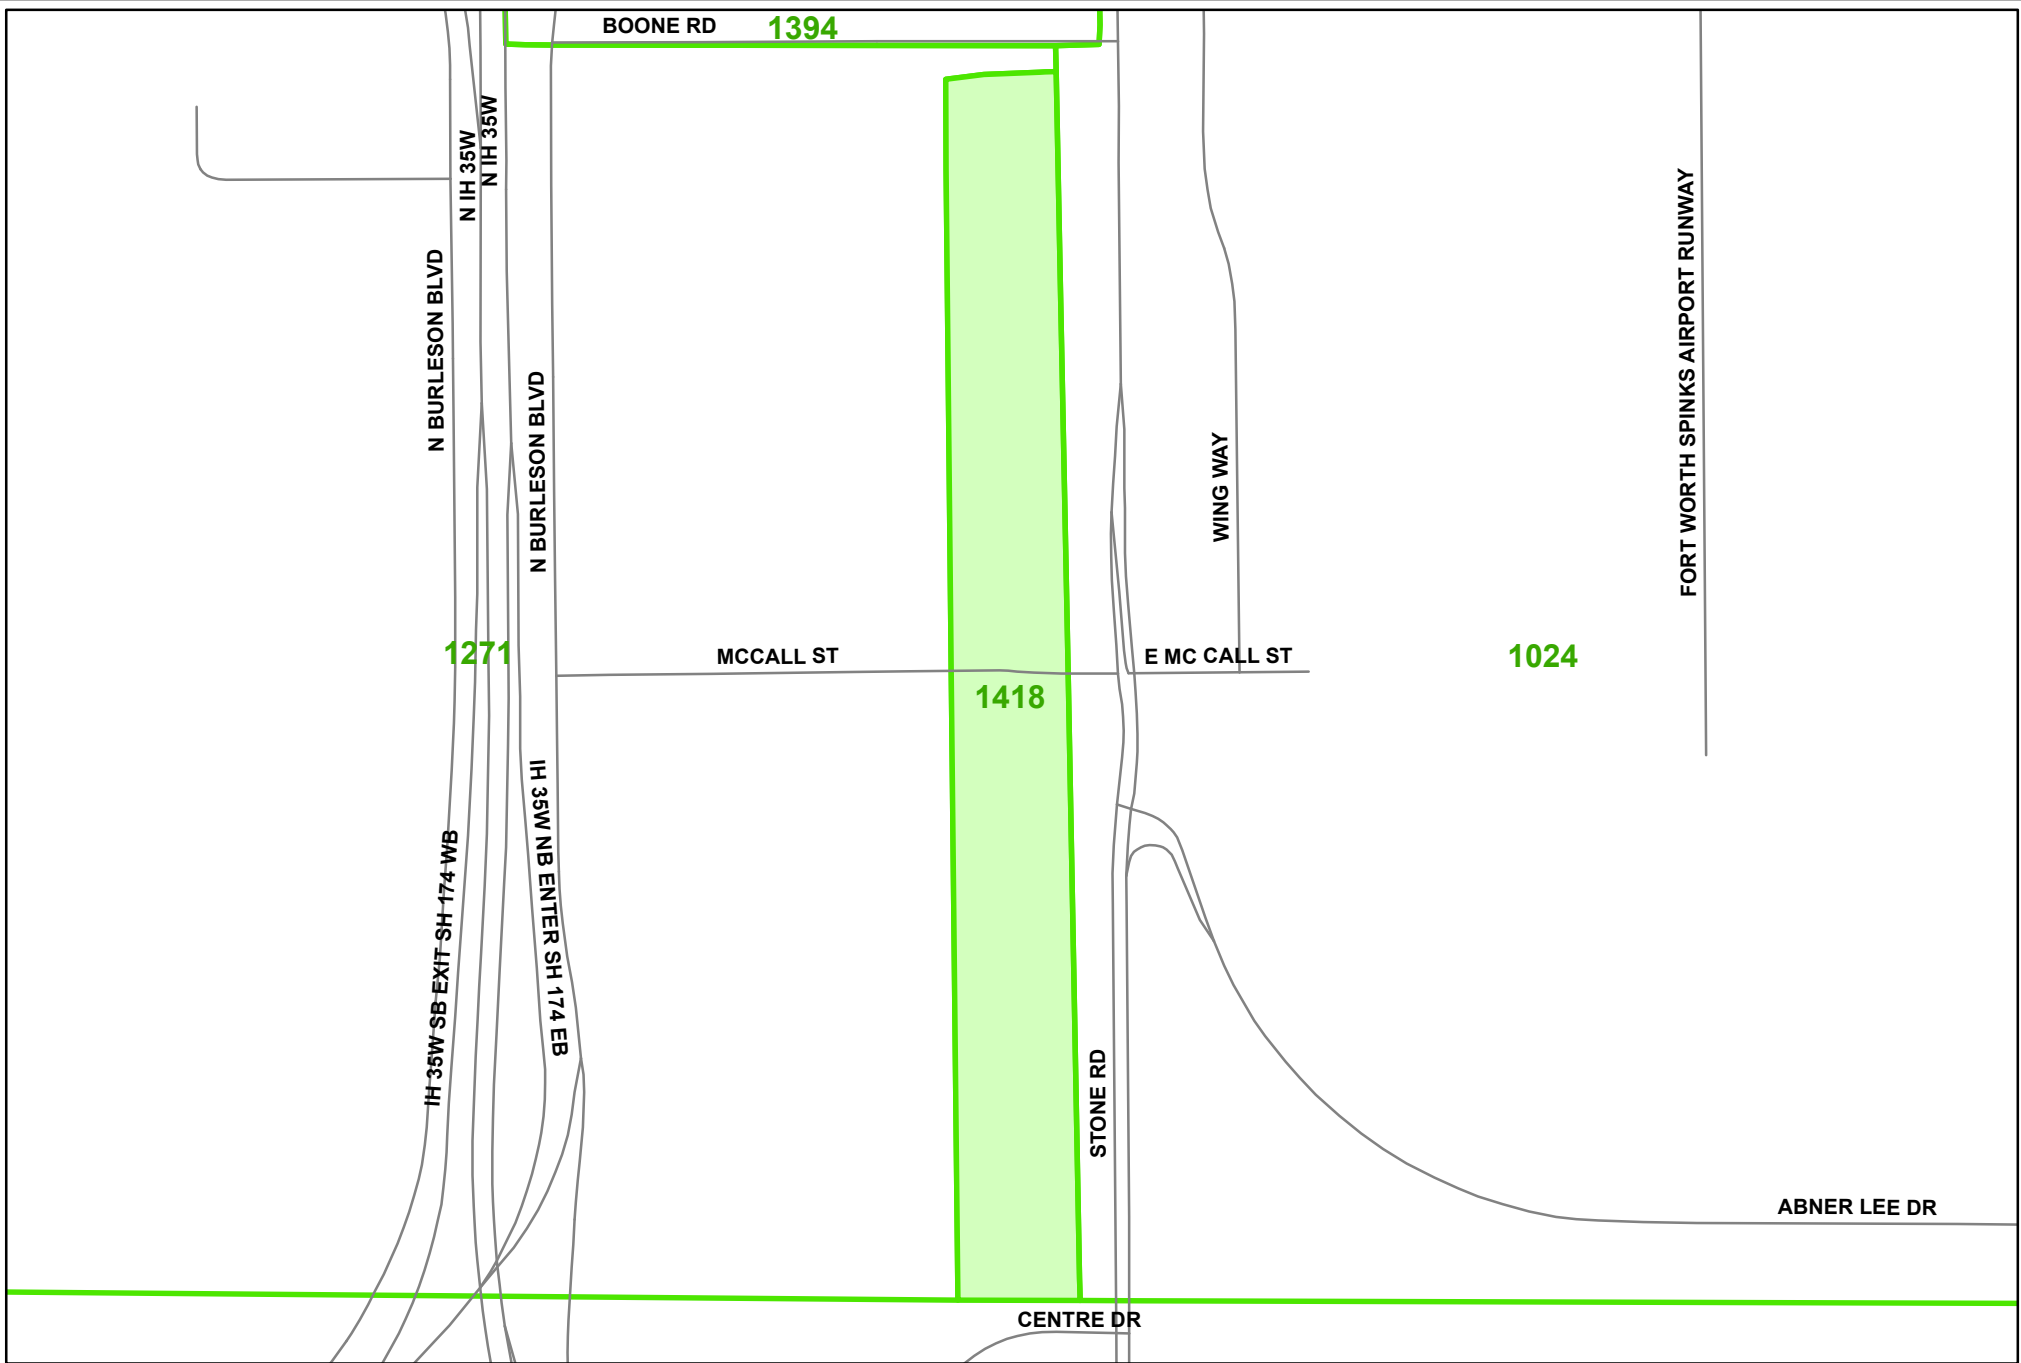 BOONE RD
1394
N IH 35W
N IH 35W
N BURLESON BLVD
N BURLESON BLVD
WING WAY
FORT WORTH SPINKS AIRPORT RUNWAY
1271
MCCALL ST
E MC CALL ST
1024
1418
IH 35W SB EXIT SH 174 WB
IH 35W NB ENTER SH 174 EB
STONE RD
ABNER LEE DR
CENTRE DR